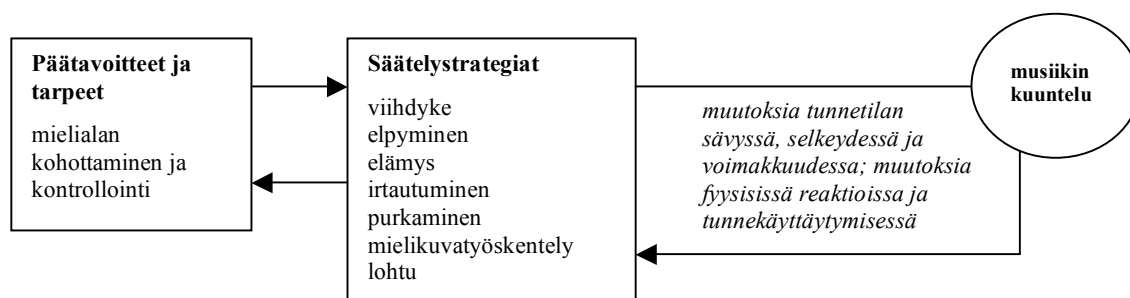 Päätavoitteet ja
tarpeet
mielialan
kohottaminen ja
kontrollointi
Säätelystrategiat
viihdyke
elpyminen
elämys
irtautuminen
purkaminen
mielikuvatyöskentely
lohtu
muutoksia tunnetilan
sävyssä, selkeydessä ja
voimakkuudessa; muutoksia
fyysisissä reaktioissa ja
tunnekäyttäytymisessä
musiikin
kuuntelu